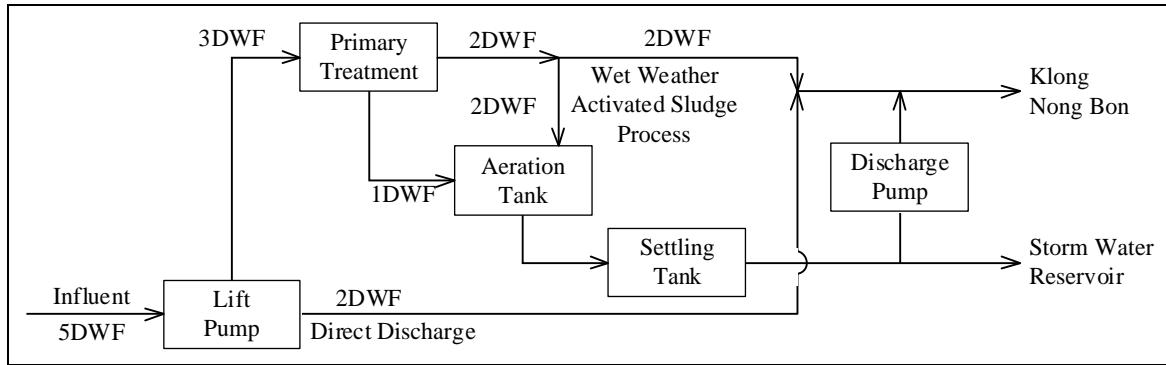 3DWF
Primary
Treatment
2DWF
2DWF
Wet Weather
Activated Sludge
Process
2DWF
Klong
Nong Bon
1DWF
Aeration
Tank
Discharge
Pump
Settling
Tank
Storm Water
Reservoir
Influent
5DWF
Lift
Pump
2DWF
Direct Discharge